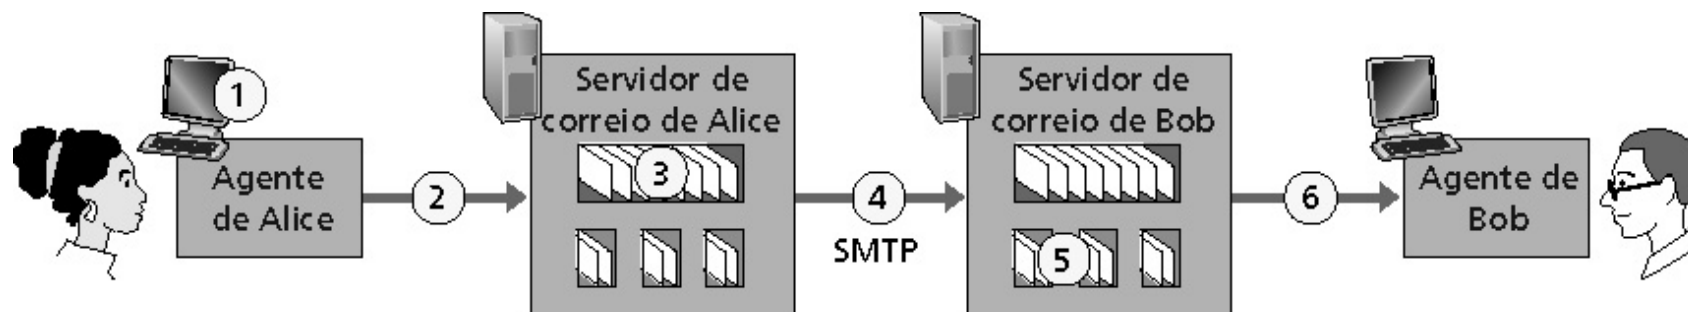 1
Agente
de Alice
2
Servidor de
correio de Alice
3
4
SMTP
Servidor de
correio de Bob
5
6
Agente de
Bob